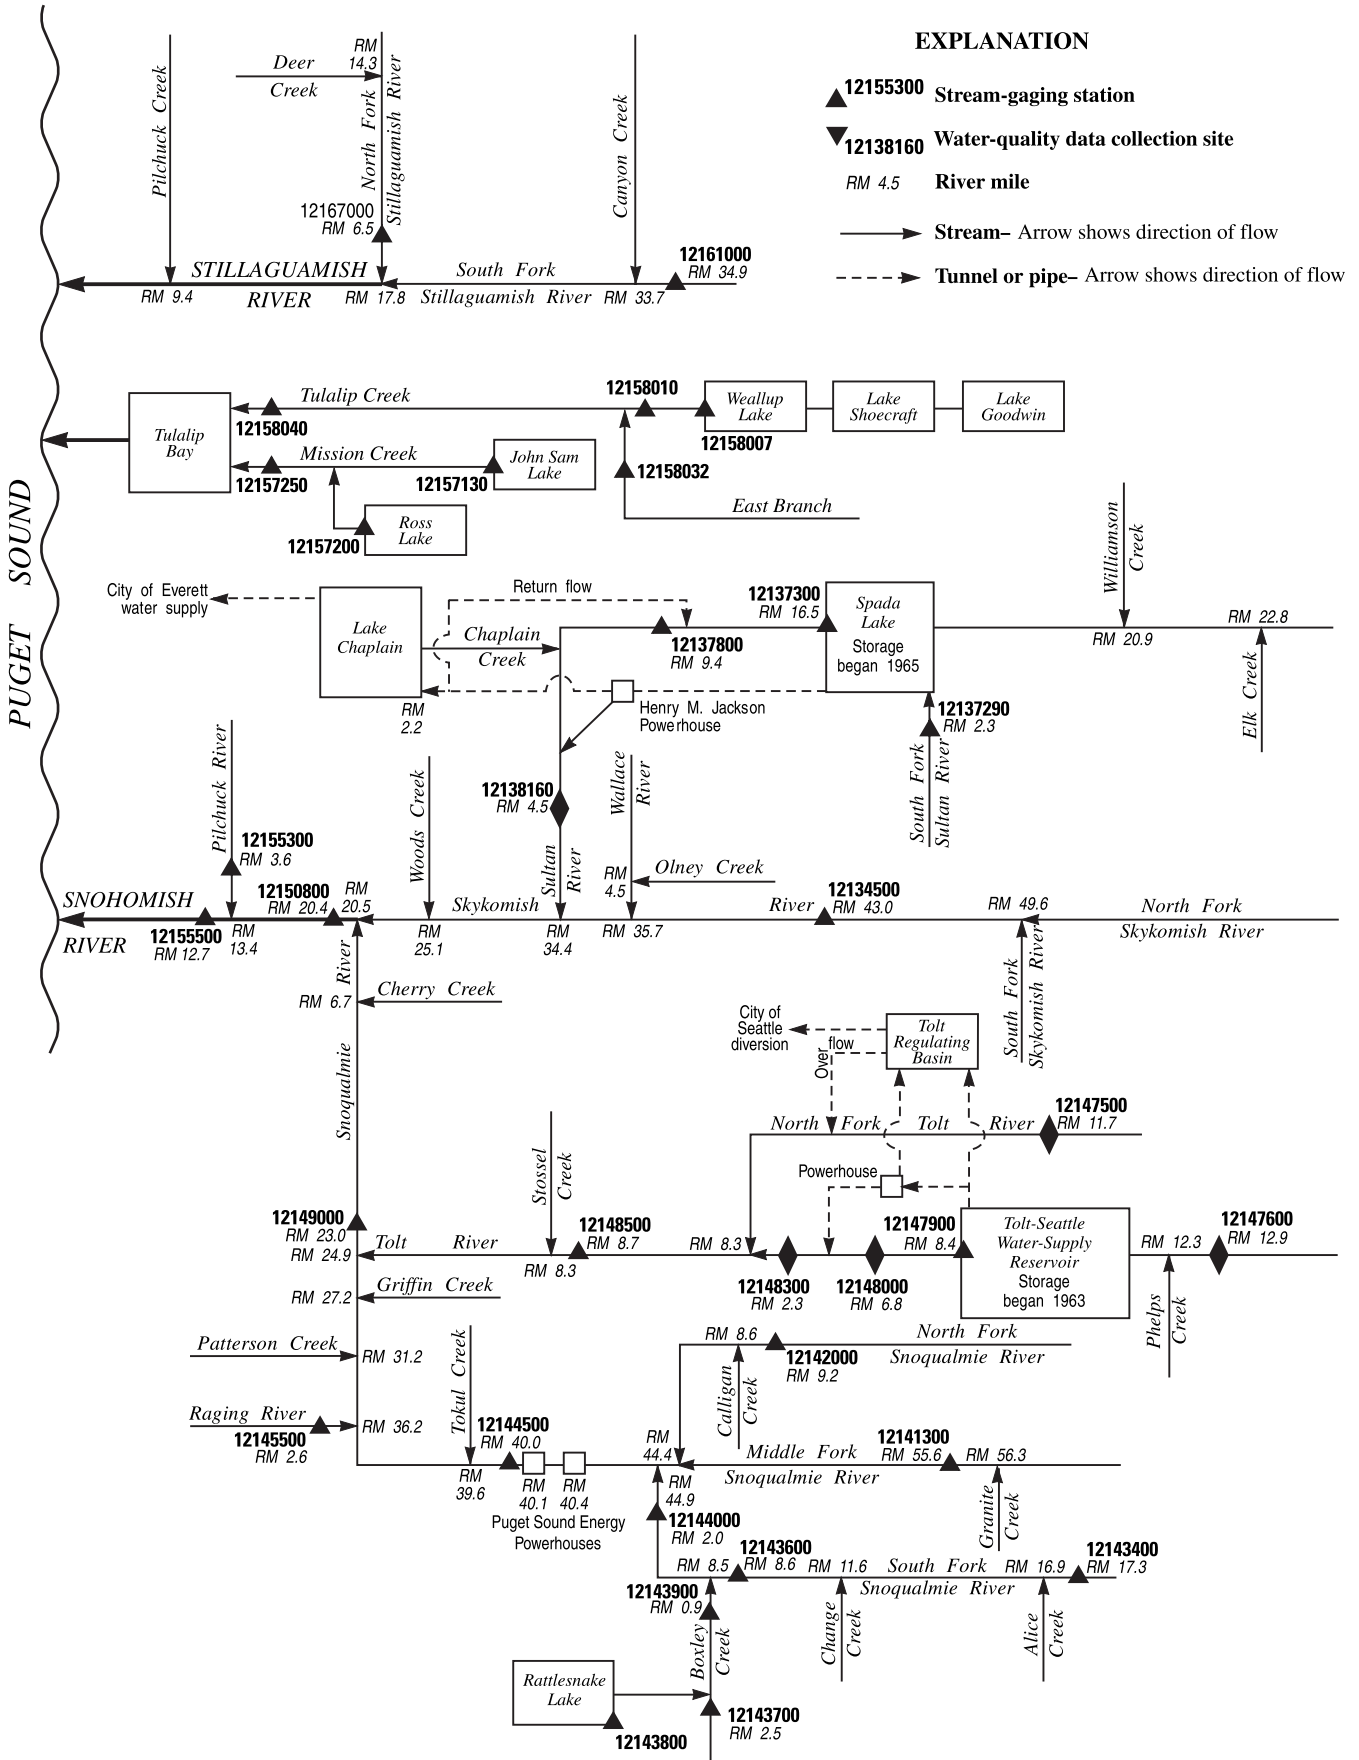 EXPLANATION
12155300 Stream-gaging station
12138160 Water-quality data collection site
RM 4.5 River mile
Stream– Arrow shows direction of flow
Tunnel or pipe– Arrow shows direction of flow
PUGET SOUND
Pilchuck Creek
Deer
Creek
RM
14.3
North Fork
Stillaguamish River
Canyon Creek
12167000
RM 6.5
12161000
RM 34.9
STILLAGUAMISH
RIVER
South Fork
Stillaguamish River
RM 9.4
RM 17.8
RM 33.7
Tulalip
Bay
Tulalip Creek
12158040
12158010
Weallup
Lake
12158007
Lake
Shoecraft
Lake
Goodwin
Mission Creek
12157250
12157130
John Sam
Lake
12158032
East Branch
12157200
Ross
Lake
City of Everett
water supply
Lake
Chaplain
RM
2.2
Return flow
Chaplain
Creek
12137800
RM 9.4
12137300
RM 16.5
Spada
Lake
Storage
began 1965
Williamson
Creek
RM 20.9
RM 22.8
Elk Creek
Henry M. Jackson
Powerhouse
12137290
RM 2.3
South Fork
Sultan River
12138160
RM 4.5
Sultan
River
Wallace
River
RM
4.5
Olney Creek
Woods Creek
Pilchuck River
12155300
RM 3.6
SNOHOMISH
RIVER
12155500
RM 12.7
RM
13.4
12150800
RM 20.4
RM
20.5
Skykomish
River
RM
25.1
RM
34.4
RM 35.7
12134500
RM 43.0
RM 49.6
North Fork
Skykomish River
South Fork
Skykomish River
Snoqualmie
River
RM 6.7
Cherry Creek
City of
Seattle
diversion
Over flow
Tolt
Regulating
Basin
North Fork Tolt River
12147500
RM 11.7
Powerhouse
Stossel
Creek
12149000
RM 23.0
RM 24.9
Tolt River
RM 8.3
12148500
RM 8.7
RM 8.3
12148300
RM 2.3
12148000
RM 6.8
12147900
RM 8.4
Tolt-Seattle
Water-Supply
Reservoir
Storage
began 1963
RM 12.3
12147600
RM 12.9
Phelps
Creek
RM 27.2
Griffin Creek
Patterson Creek
RM 31.2
Raging River
12145500
RM 2.6
RM 36.2
Tokul Creek
RM
39.6
12144500
RM 40.0
RM
40.1
RM
40.4
Puget Sound Energy
Powerhouses
RM 8.6
12142000
RM 9.2
North Fork
Snoqualmie River
Calligan
Creek
RM
44.4
RM
44.9
Middle Fork
Snoqualmie River
12141300
RM 55.6
RM 56.3
Granite
Creek
12144000
RM 2.0
RM 8.5
12143600
RM 8.6
RM 11.6
South Fork
Snoqualmie River
RM 16.9
12143400
RM 17.3
12143900
RM 0.9
Boxley
Creek
Change
Creek
Alice
Creek
Rattlesnake
Lake
12143800
12143700
RM 2.5